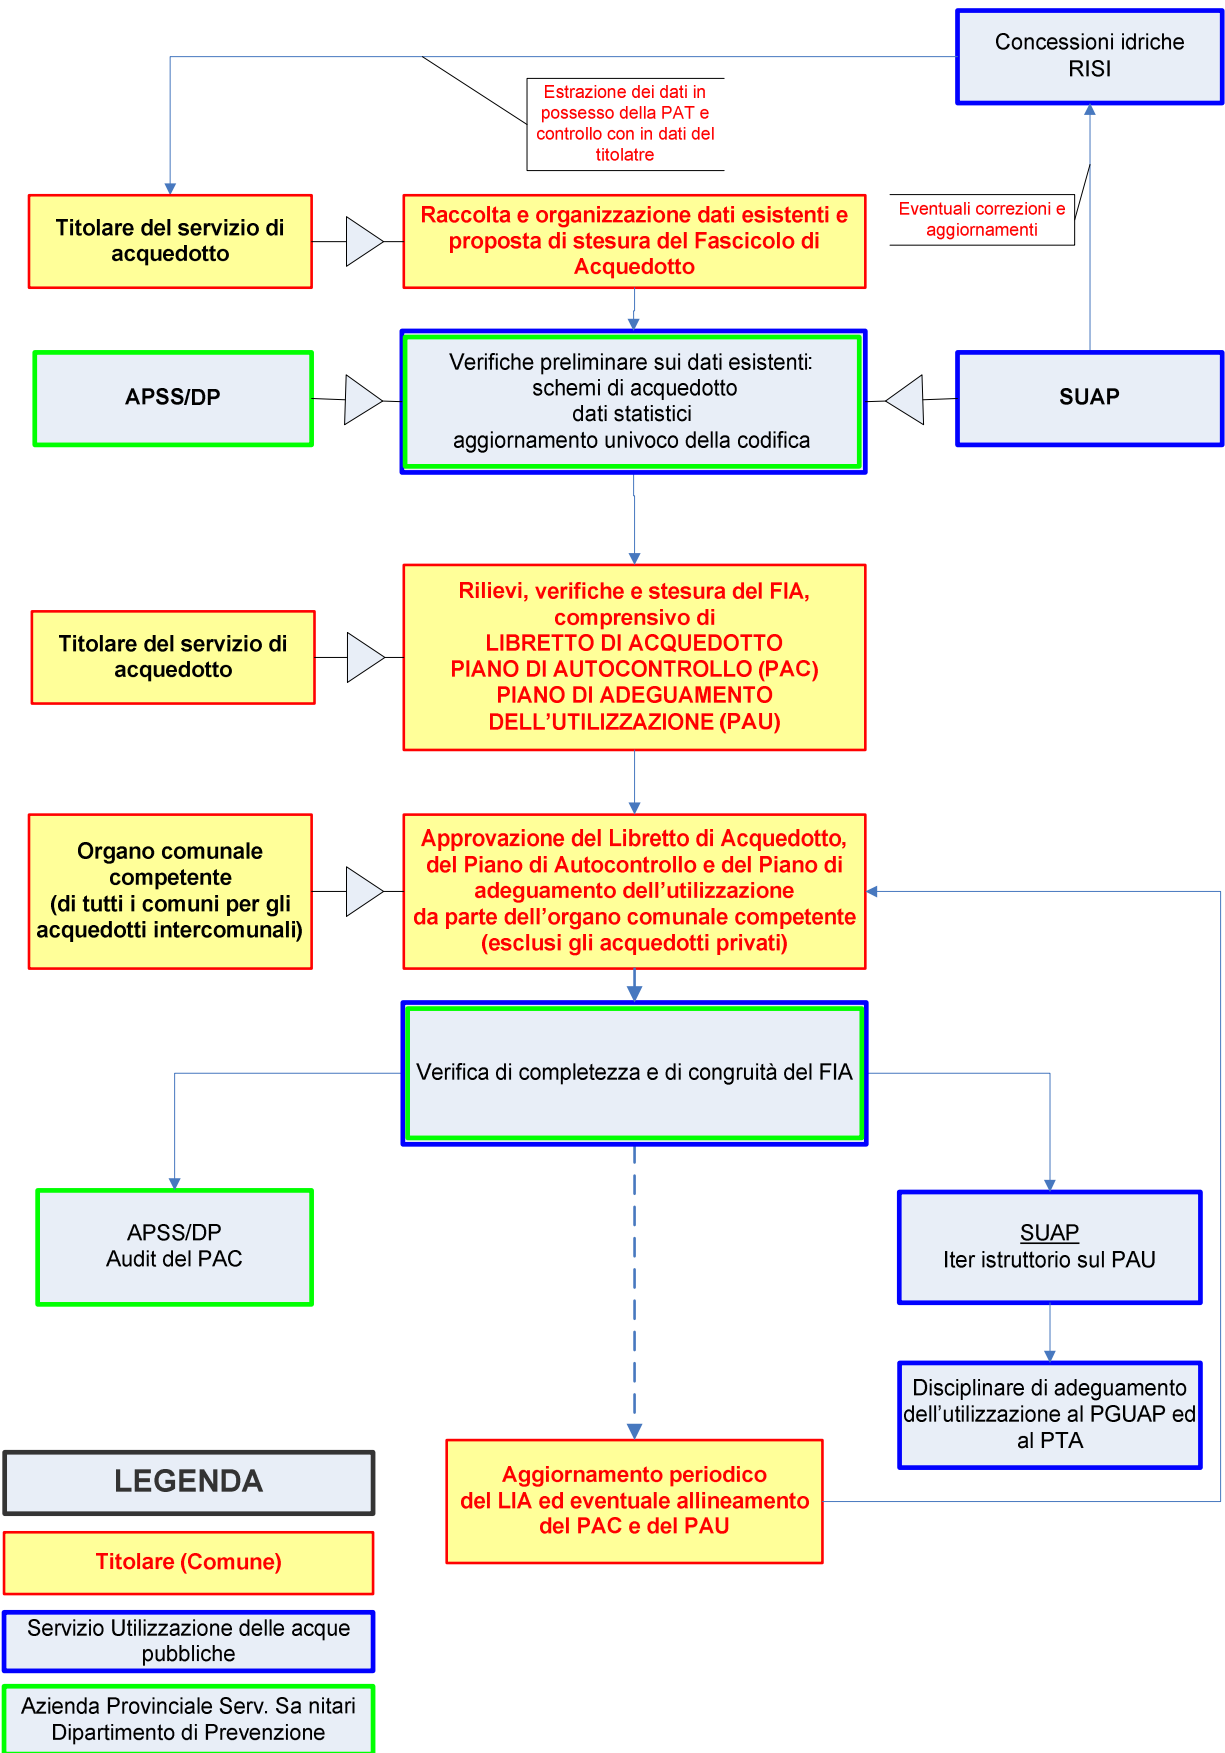 Concessioni idriche
RISI
Estrazione dei dati in
possesso della PAT e
controllo con in dati del
titolatre
Titolare del servizio di
acquedotto
Raccolta e organizzazione dati esistenti e
proposta di stesura del Fascicolo di
Acquedotto
Eventuali correzioni e
aggiornamenti
APSS/DP
Verifiche preliminare sui dati esistenti:
schemi di acquedotto
dati statistici
aggiornamento univoco della codifica
SUAP
Titolare del servizio di
acquedotto
Rilievi, verifiche e stesura del FIA,
comprensivo di
LIBRETTO DI ACQUEDOTTO
PIANO DI AUTOCONTROLLO (PAC)
PIANO DI ADEGUAMENTO
DELL'UTILIZZAZIONE (PAU)
Organo comunale
competente
(di tutti i comuni per gli
acquedotti intercomunali)
Approvazione del Libretto di Acquedotto,
del Piano di Autocontrollo e del Piano di
adeguamento dell'utilizzazione
da parte dell'organo comunale competente
(esclusi gli acquedotti privati)
Verifica di completezza e di congruità del FIA
APSS/DP
Audit del PAC
SUAP
Iter istruttorio sul PAU
Disciplinare di adeguamento
dell'utilizzazione al PGUAP ed
al PTA
Aggiornamento periodico
del LIA ed eventuale allineamento
del PAC e del PAU
LEGENDA
Titolare (Comune)
Servizio Utilizzazione delle acque
pubbliche
Azienda Provinciale Serv. Sa nitari
Dipartimento di Prevenzione